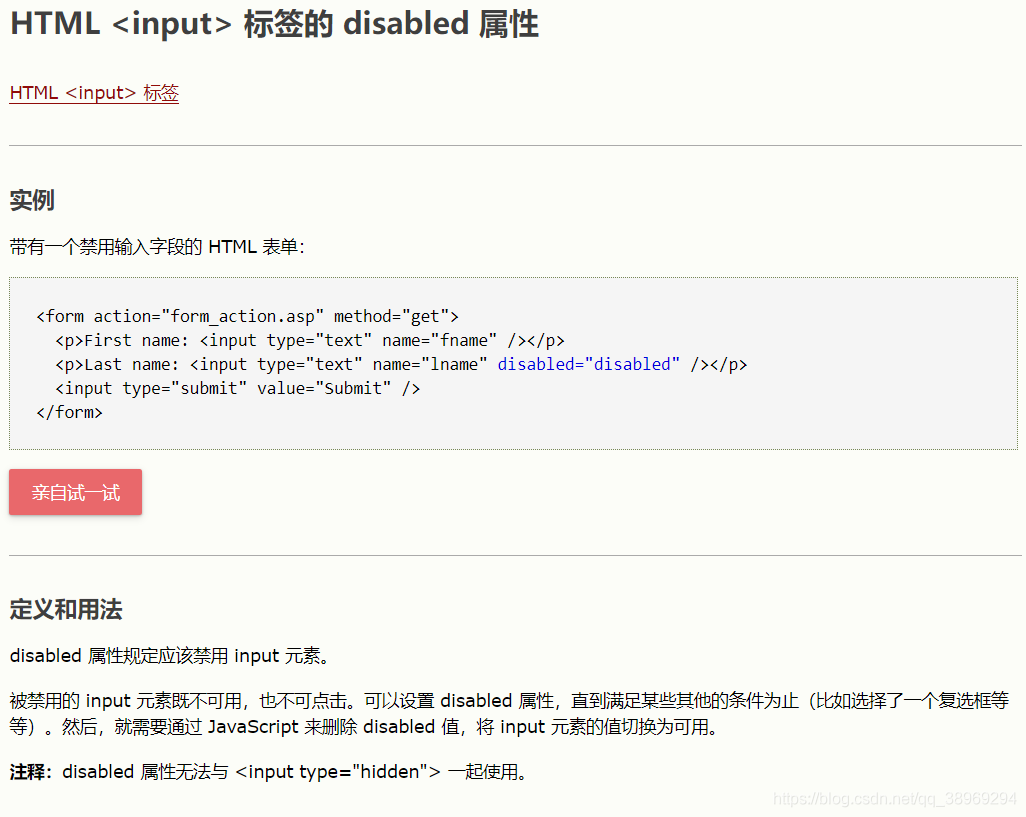 HTML <input> 标签的 disabled 属性
HTML <input> 标签
实例
带有一个禁用输入字段的 HTML 表单：
<form action="form_action.asp" method="get">
<p>First name: <input type="text" name="fname" /></p>
<p>Last name: <input type="text" name="lname" disabled="disabled" /></p>
<input type="submit" value="Submit" />
</form>
亲自试一试
定义和用法
disabled 属性规定应该禁用 input 元素。
被禁用的 input 元素既不可用，也不可点击。可以设置 disabled 属性，直到满足某些其他的条件为止（比如选择了一个复选框等
等）。然后，就需要通过 JavaScript 来删除 disabled 值，将 input 元素的值切换为可用。
注释：disabled 属性无法与 <input type="hidden"> 一起使用。
https://blog.csdn.net/qq_38969294